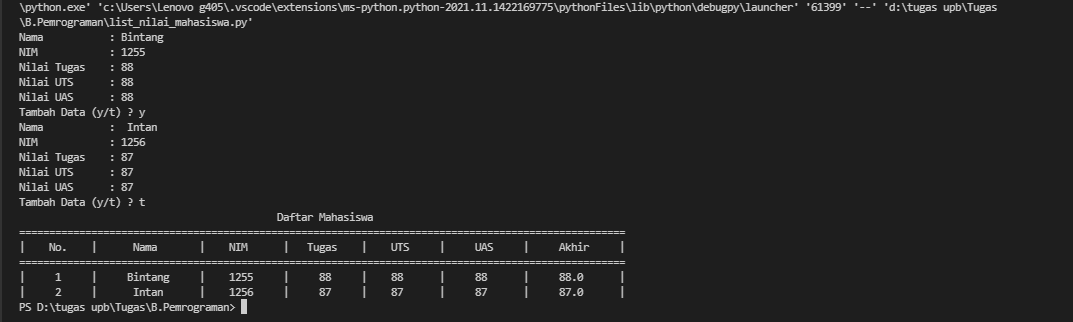 \python.exe' 'c:\Users\Lenovo g405\.vscode\extensions\ms-python.python-2021.11.1422169775\pythonFiles\lib\python\debugpy\launcher' '61399' '--' 'd:\tugas upb\Tugas
\B.Pemrograman\list_nilai_mahasiswa.py'
Nama : Bintang
NIM : 1255
Nilai Tugas : 88
Nilai UTS : 88
Nilai UAS : 88
Tambah Data (y/t) ? y
Nama : Intan
NIM : 1256
Nilai Tugas : 87
Nilai UTS : 87
Nilai UAS : 87
Tambah Data (y/t) ? t
Daftar Mahasiswa
=====================================================================================================
| No. | Nama | NIM | Tugas | UTS | UAS | Akhir |
=====================================================================================================
| 1 | Bintang | 1255 | 88 | 88 | 88 | 88.0 |
| 2 | Intan | 1256 | 87 | 87 | 87 | 87.0 |
PS D:\tugas upb\Tugas\B.Pemrograman>